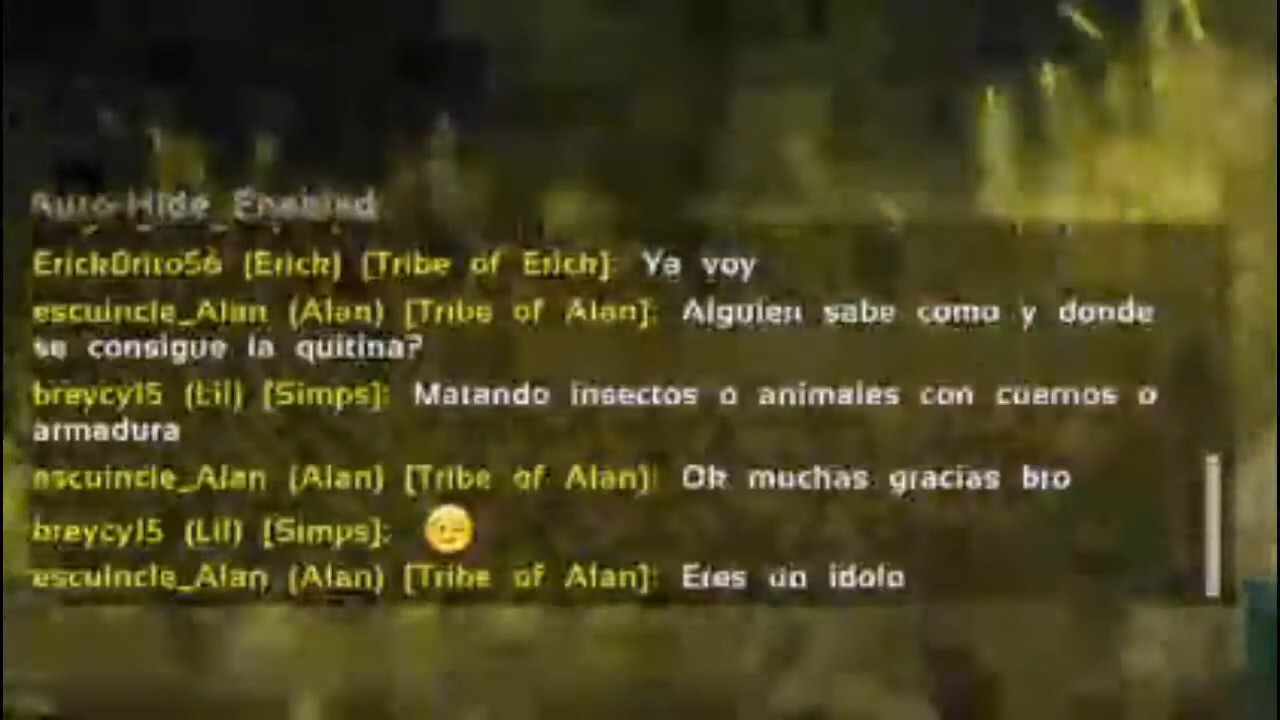 Auto-Hide Enabled
ErickOrito56 (Erick) [Tribe of Erick]: Ya voy
escuincle_Alan (Alan) [Tribe of Alan]: Alguien sabe como y donde
se consigue la quitina?
breycy15 (Lil) [Simps]: Matando insectos o animales con cuernos o
armadura
escuincle_Alan (Alan) [Tribe of Alan]: Ok muchas gracias bro
breycy15 (Lil) [Simps]: 😉
escuincle_Alan (Alan) [Tribe of Alan]: Eres un idolo